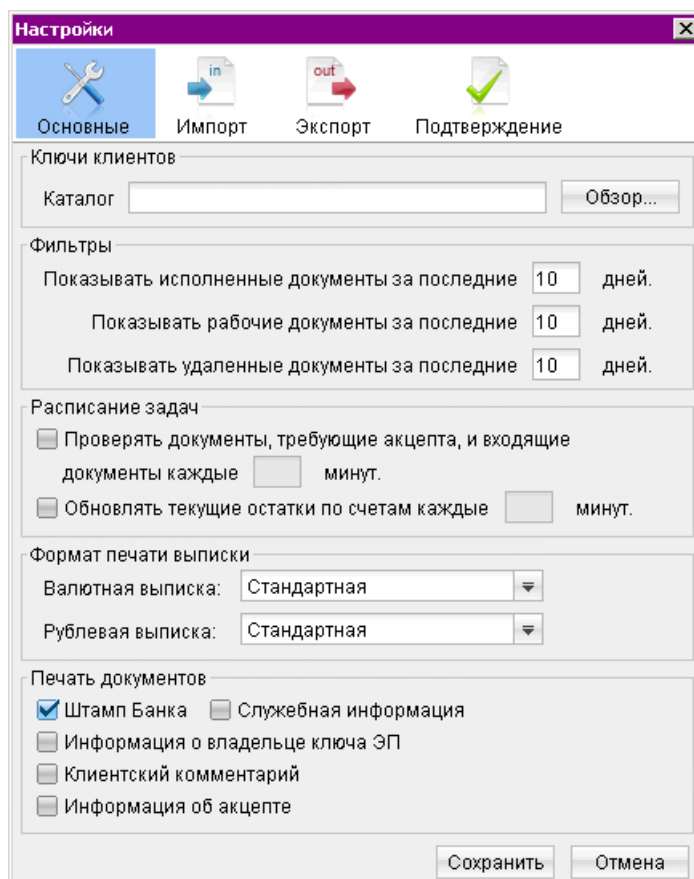 Настройки
in out
Основные Импорт Экспорт Подтверждение
Ключи клиентов
Каталог Обзор...
Фильтры
Показывать исполненные документы за последние 10 дней.
Показывать рабочие документы за последние 10 дней.
Показывать удаленные документы за последние 10 дней.
Расписание задач
Проверять документы, требующие акцепта, и входящие
документы каждые минут.
Обновлять текущие остатки по счетам каждые минут.
Формат печати выписки
Валютная выписка: Стандартная
Рублевая выписка: Стандартная
Печать документов
Штамп Банка Служебная информация
Информация о владельце ключа ЭП
Клиентский комментарий
Информация об акцепте
Сохранить Отмена